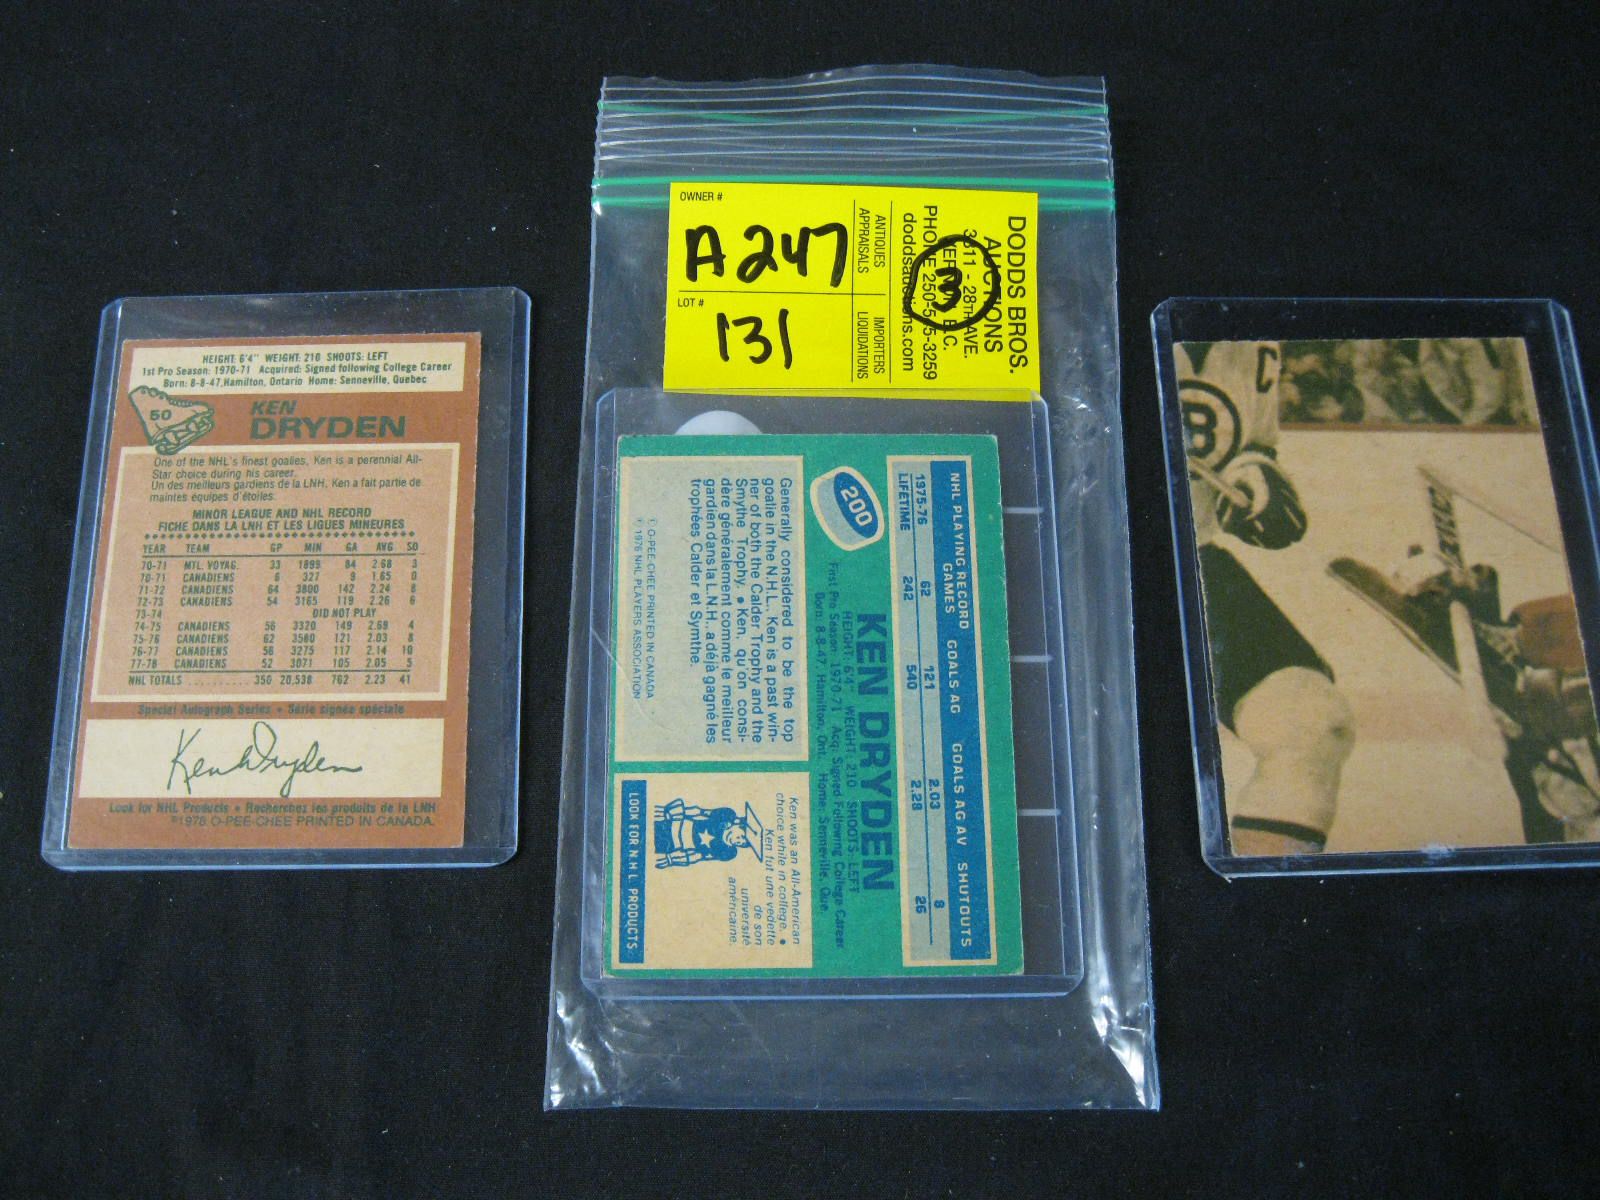 HEIGHT: 6'4" WEIGHT: 210 SHOOTS: LEFT
1st Pro Season: 1970-71 Acquired: Signed following College Career
Born: 8-8-47, Hamilton, Ontario Home: Senneville, Quebec
50
KEN
DRYDEN
One of the NHL's finest goalies, Ken is a perennial All-
Star choice during his career.
Un des meilleurs gardiens de la LNH, Ken a fait partie de
maintes équipes d'étoiles.
MINOR LEAGUE AND NHL RECORD
FICHE DANS LA LNH ET LES LIGUES MINEURES
YEAR TEAM GP MIN GA AVG SO
70-71 MTL. VOYAG. 33 1899 84 2.68 3
70-71 CANADIENS 6 327 9 1.65 0
71-72 CANADIENS 64 3800 142 2.24 8
72-73 CANADIENS 54 3165 119 2.26 6
73-74 DID NOT PLAY
74-75 CANADIENS 56 3320 149 2.69 4
75-76 CANADIENS 62 3580 121 2.03 8
76-77 CANADIENS 56 3275 117 2.14 10
77-78 CANADIENS 52 3071 105 2.05 5
NHL TOTALS .......... 350 20,538 762 2.23 41
Special Autograph Series • Série signée spéciale
Ken Dryden
Look for NHL Products • Recherchez les produits de la LNH
©1978 O-PEE-CHEE PRINTED IN CANADA.
OWNER #
A247
LOT #
131
ANTIQUES
APPRAISALS
IMPORTERS
LIQUIDATIONS
DODDS BROS.
AUCTIONS
3311 - 28TH AVE.
B.C.
PHONE 250-5 5-3259
doddsauctions.com
3
NHL PLAYING RECORD
GAMES GOALS AG GOALS AG AV SHUTOUTS
1975-76 62 121 2.03 8
LIFETIME 242 540 2.28 26
200
KEN DRYDEN
HEIGHT: 6'4" WEIGHT: 210 SHOOTS: LEFT
First Pro Season: 1970-71 Acq: Signed Following College Career
Born: 8-8-47, Hamilton, Ont. Home: Senneville, Que.
Generally considered to be the top
goalie in the N.H.L., Ken is a past win-
ner of both the Calder Trophy and the
Smythe Trophy. • Ken, qu'on consi-
dère généralement comme le meilleur
gardien dans la L.N.H., a déjà gagné les
trophées Calder et Symthe.
© O-PEE-CHEE PRINTED IN CANADA
© 1976 NHL PLAYERS ASSOCIATION
Ken was an All-American
choice while in college. •
Ken fut une vedette
de son
université
américaine.
LOOK FOR N.H.L. PRODUCTS
C
B